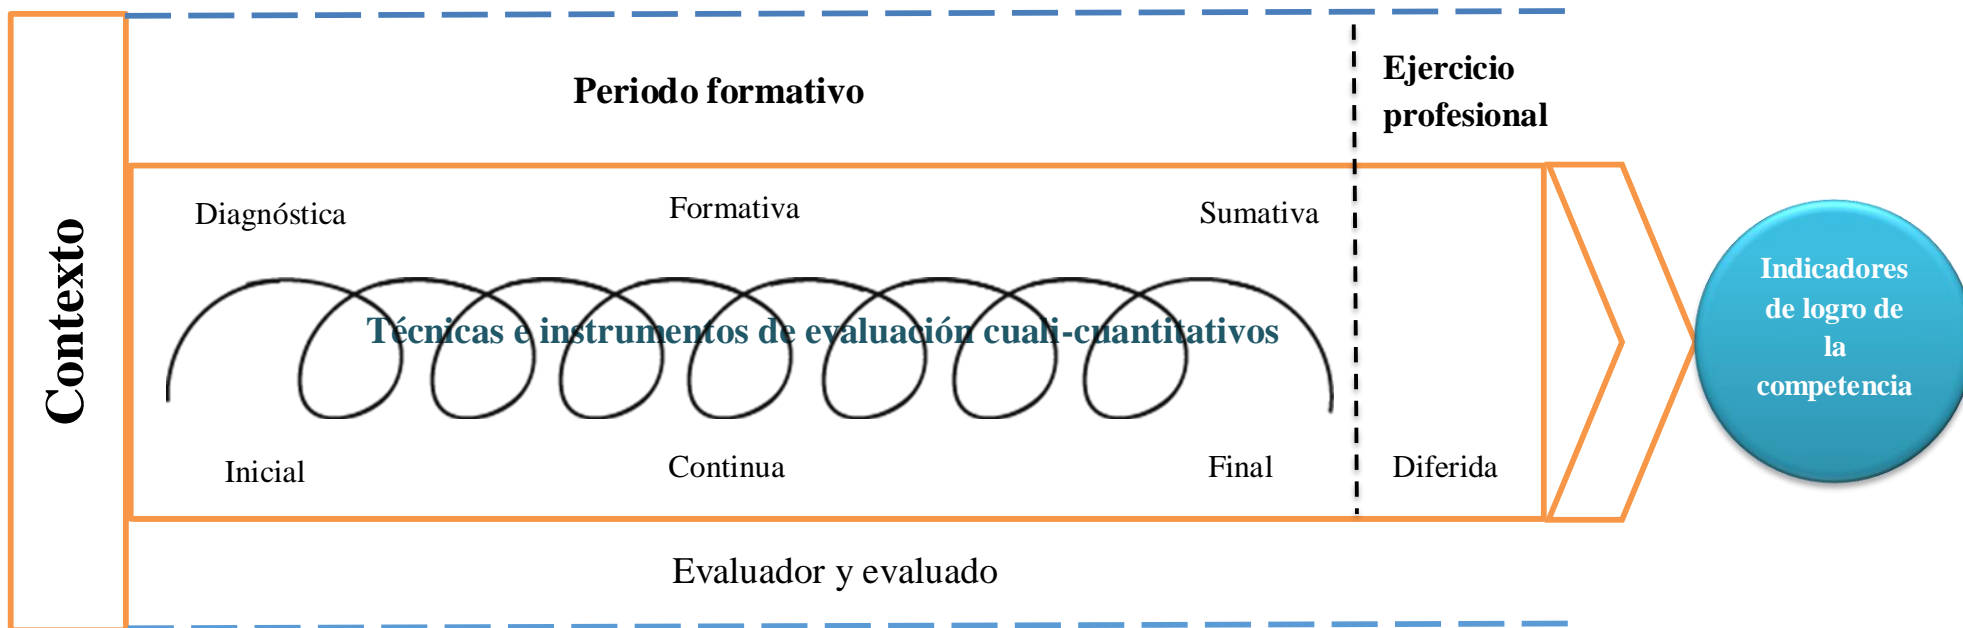 Contexto
Periodo formativo
Ejercicio
profesional
Diagnóstica
Formativa
Sumativa
Técnicas e instrumentos de evaluación cuali-cuantitativos
Inicial
Continua
Final
Diferida
Evaluador y evaluado
Indicadores
de logro de
la
competencia